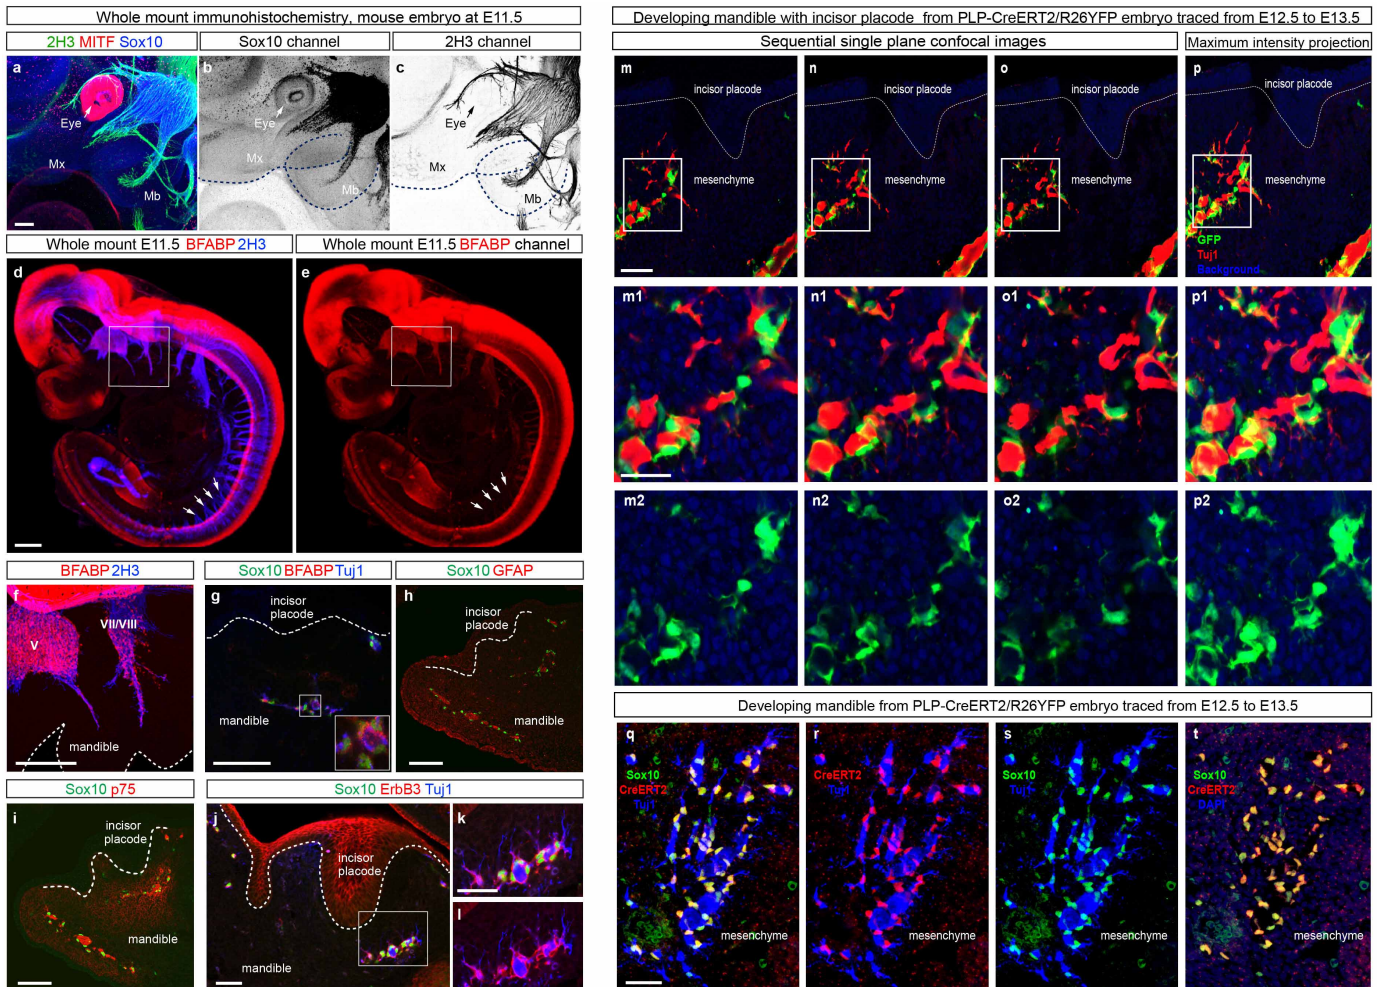 Whole mount immunohistochemistry, mouse embryo at E11.5
2H3 MITF Sox10
Sox10 channel
2H3 channel
a
Eye
Mx
Mb
b
Eye
Mx
Mb
c
Eye
Mx
Mb
Whole mount E11.5 BFABP 2H3
Whole mount E11.5 BFABP channel
d
e
BFABP 2H3
Sox10 BFABP Tuj1
Sox10 GFAP
f
V
VII/VIII
mandible
g
incisor
placode
mandible
h
incisor
placode
mandible
Sox10 p75
Sox10 ErbB3 Tuj1
i
incisor
placode
mandible
j
incisor
placode
mandible
k
l
Developing mandible with incisor placode from PLP-CreERT2/R26YFP embryo traced from E12.5 to E13.5
Sequential single plane confocal images
Maximum intensity projection
m
incisor placode
mesenchyme
n
incisor placode
mesenchyme
o
incisor placode
mesenchyme
p
incisor placode
mesenchyme
GFP
Tuj1
Background
m1
n1
o1
p1
m2
n2
o2
p2
Developing mandible from PLP-CreERT2/R26YFP embryo traced from E12.5 to E13.5
q
Sox10
CreERT2
Tuj1
mesenchyme
r
CreERT2
Tuj1
mesenchyme
s
Sox10
Tuj1
mesenchyme
t
Sox10
CreERT2
DAPI
mesenchyme